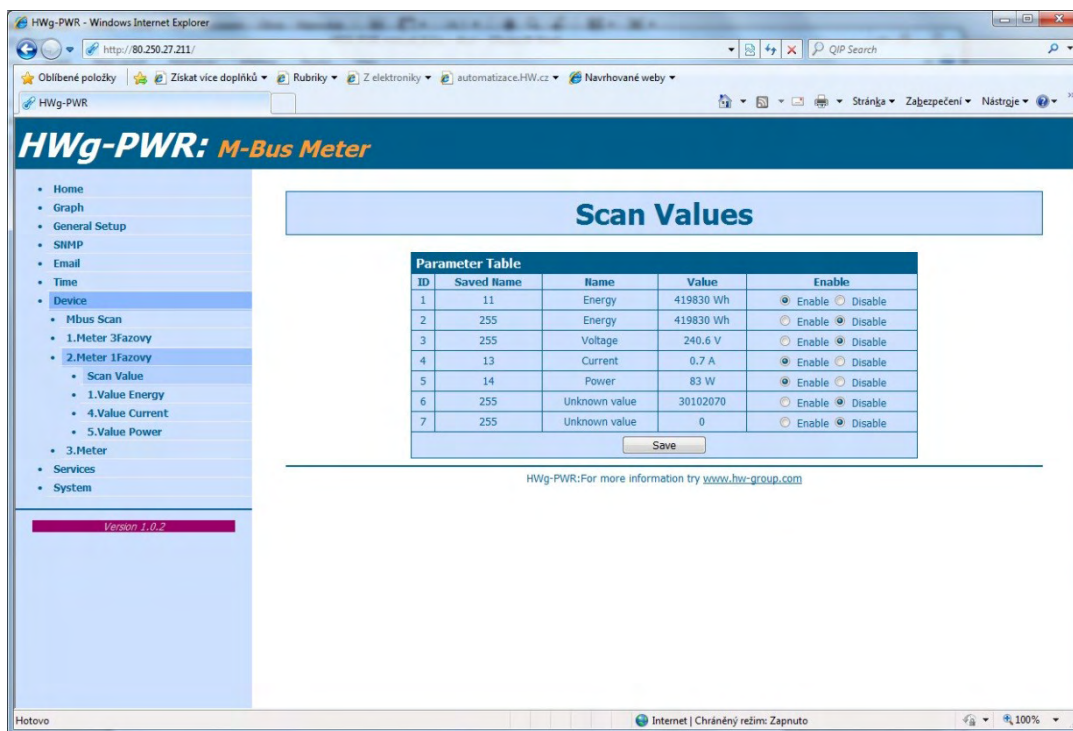 HWg-PWR - Windows Internet Explorer
http://80.250.27.211/
QIP Search
Oblíbené položky Získat více doplňků Rubriky Z elektroniky automatizace.HW.cz Navrhované weby
HWg-PWR
Stránka Zabezpečení Nástroje
HWg-PWR: M-Bus Meter
Home
Graph
General Setup
SNMP
Email
Time
Device
Mbus Scan
1.Meter 3Fazovy
2.Meter 1Fazovy
Scan Value
1.Value Energy
4.Value Current
5.Value Power
3.Meter
Services
System
Version 1.0.2
Scan Values
Parameter Table
ID Saved Name Name Value Enable
1 11 Energy 419830 Wh Enable Disable
2 255 Energy 419830 Wh Enable Disable
3 255 Voltage 240.6 V Enable Disable
4 13 Current 0.7 A Enable Disable
5 14 Power 83 W Enable Disable
6 255 Unknown value 30102070 Enable Disable
7 255 Unknown value 0 Enable Disable
Save
HWg-PWR:For more information try www.hw-group.com
Hotovo
Internet | Chráněný režim: Zapnuto
100%